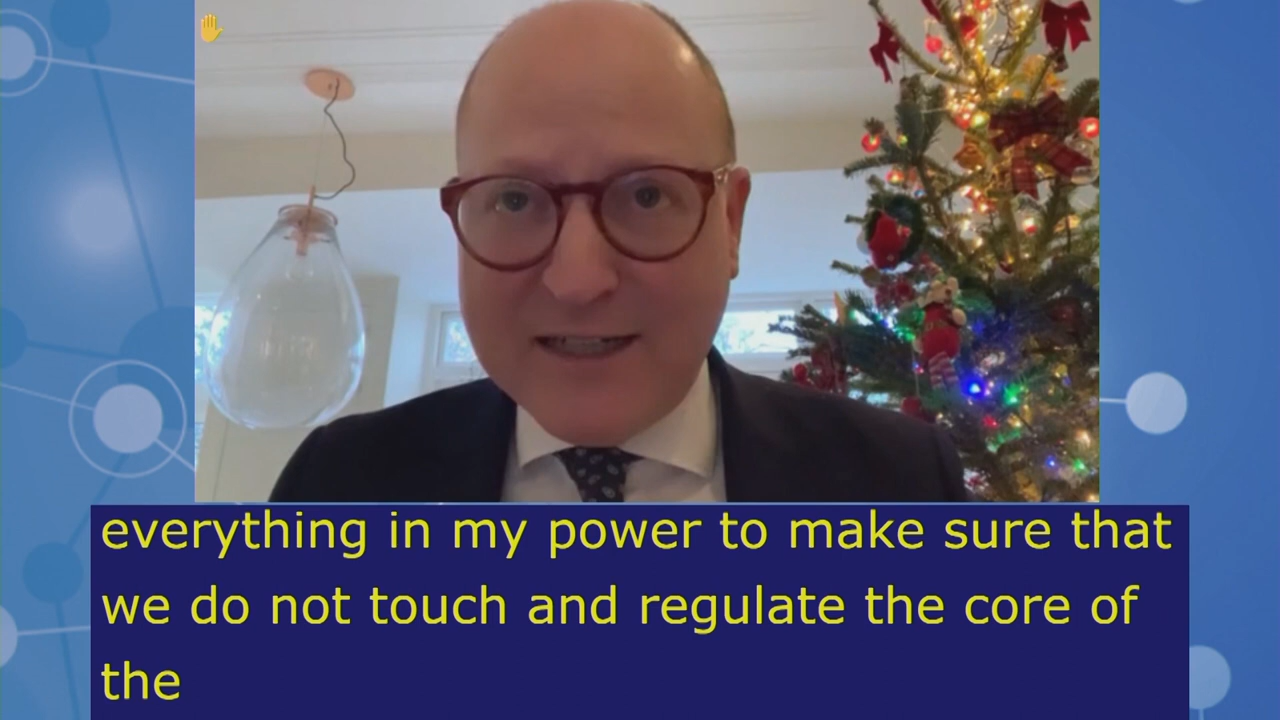 everything in my power to make sure that
we do not touch and regulate the core of
the